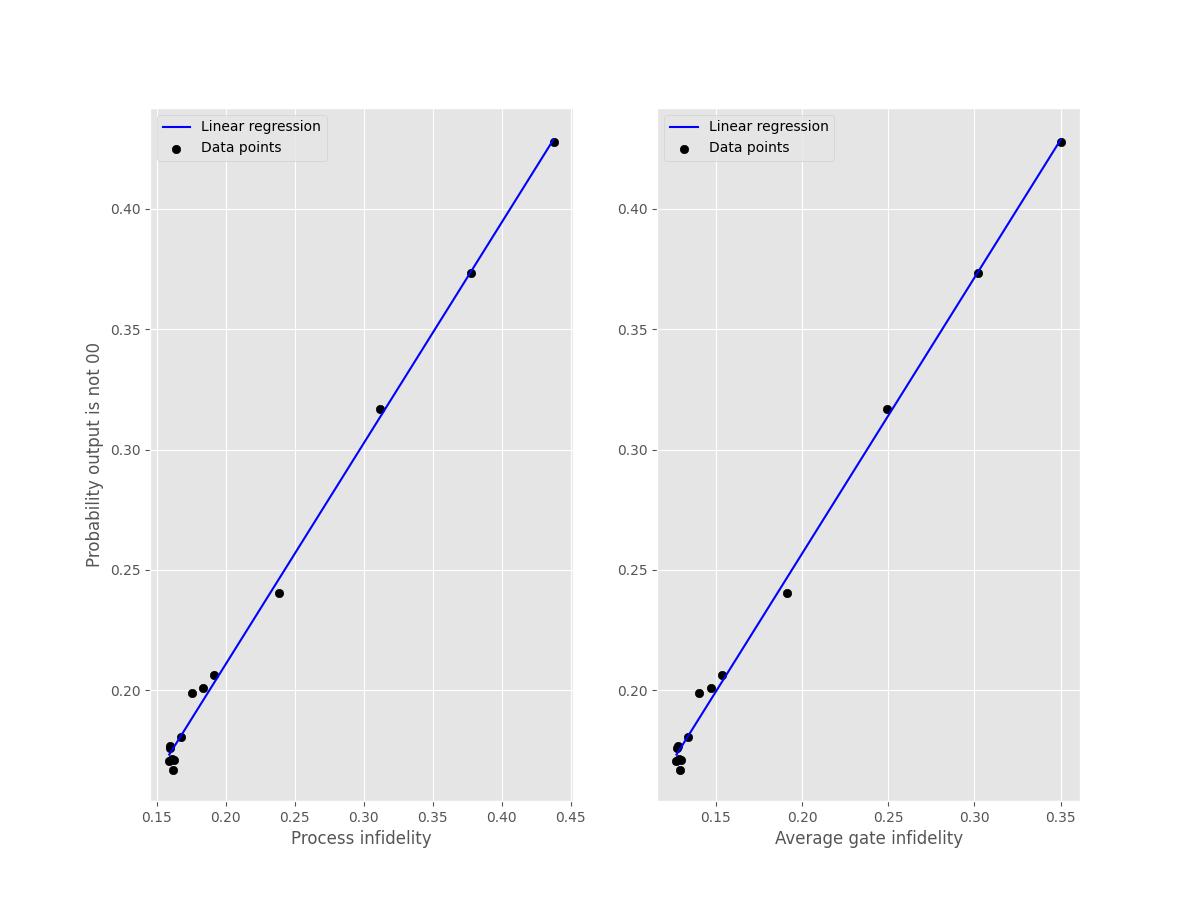 Linear regression
Data points
0.40
0.35
0.30
0.25
0.20
Probability output is not 00
0.15 0.20 0.25 0.30 0.35 0.40 0.45
Process infidelity
Linear regression
Data points
0.40
0.35
0.30
0.25
0.20
0.15 0.20 0.25 0.30 0.35
Average gate infidelity